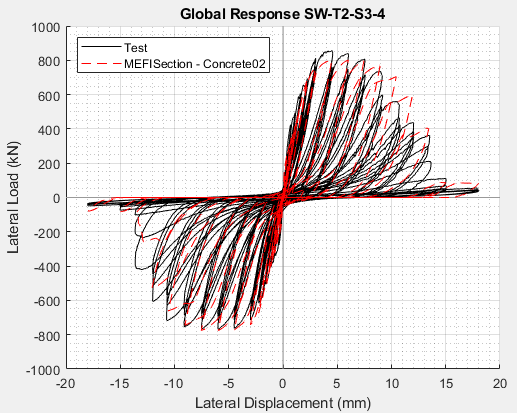 Global Response SW-T2-S3-4
1000
800
600
400
200
0
-200
-400
-600
-800
-1000
Lateral Load (kN)
Test
MEFISection - Concrete02
-20 -15 -10 -5 0 5 10 15 20
Lateral Displacement (mm)